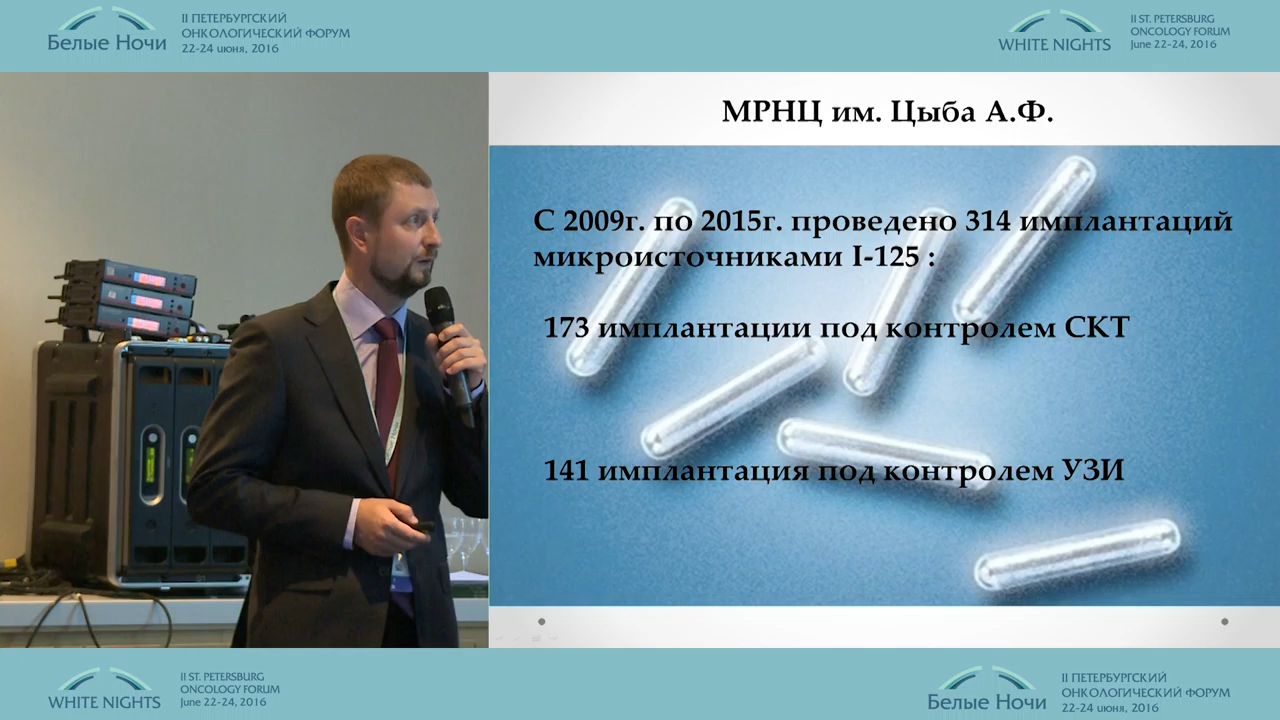 Белые Ночи
II ПЕТЕРБУРГСКИЙ
ОНКОЛОГИЧЕСКИЙ ФОРУМ
22-24 июня, 2016
WHITE NIGHTS
II ST. PETERSBURG
ONCOLOGY FORUM
June 22-24, 2016
МРНЦ им. Цыба А.Ф.
С 2009г. по 2015г. проведено 314 имплантаций
микроисточниками I-125 :
173 имплантации под контролем СКТ
141 имплантация под контролем УЗИ
WHITE NIGHTS
II ST. PETERSBURG
ONCOLOGY FORUM
June 22-24, 2016
Белые Ночи
II ПЕТЕРБУРГСКИЙ
ОНКОЛОГИЧЕСКИЙ ФОРУМ
22-24 июня, 2016